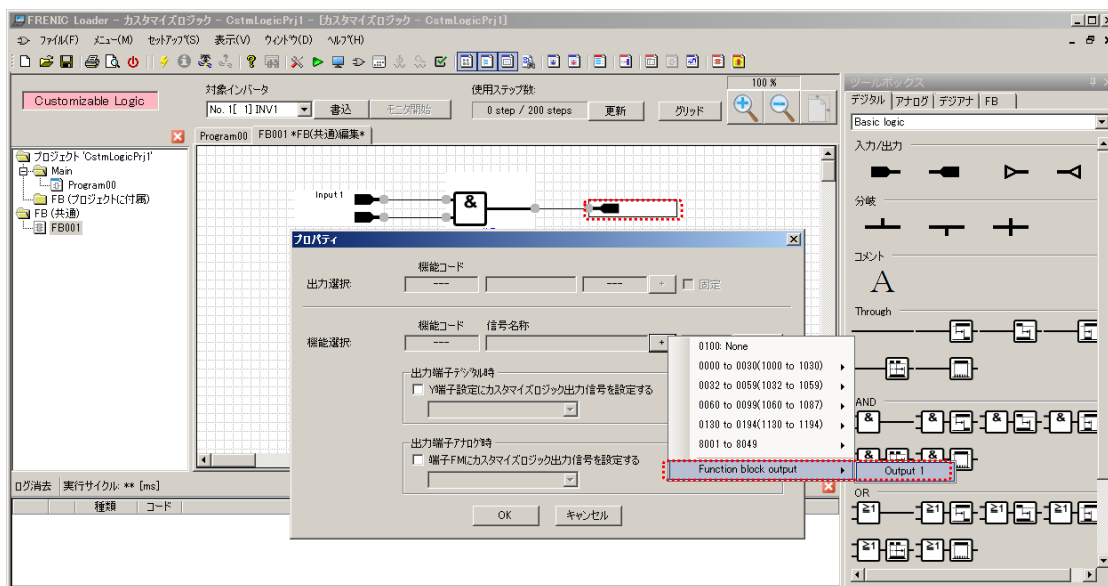 FRENIC Loader - カスタマイズロジック - CstmLogicPrj1 - [カスタマイズロジック - CstmLogicPrj1]
ファイル(F) メニュー(M) セットアップ(S) 表示(V) ウィンドウ(D) ヘルプ(H)
Customizable Logic
対象インバータ
使用ステップ数:
100 %
No. 1[ 1] INV1
書込
モニタ開始
0 step / 200 steps
更新
グリッド
ツールボックス
デジタル アナログ デジアナ FB
Basic logic
Program00 FB001 *FB(共通)編集*
プロジェクト 'CstmLogicPrj1'
Main
Program00
FB (プロジェクトに付属)
FB (共通)
FB001
Input 1
&
入力/出力
分岐
コメント
A
Through
AND
& & & &
& &
OR
≧1 ≧1 ≧1 ≧1
≧1 ≧1
プロパティ
機能コード
出力選択:
---
---
+
固定
機能コード 信号名称
機能選択:
---
+
出力端子デジタル時
Y端子設定にカスタマイズロジック出力信号を設定する
出力端子アナログ時
端子FMにカスタマイズロジック出力信号を設定する
OK
キャンセル
0100: None
0000 to 0030(1000 to 1030)
0032 to 0059(1032 to 1059)
0060 to 0099(1060 to 1087)
0130 to 0194(1130 to 1194)
8001 to 8049
Function block output
Output 1
ログ消去 実行サイクル: ** [ms]
種類 コード